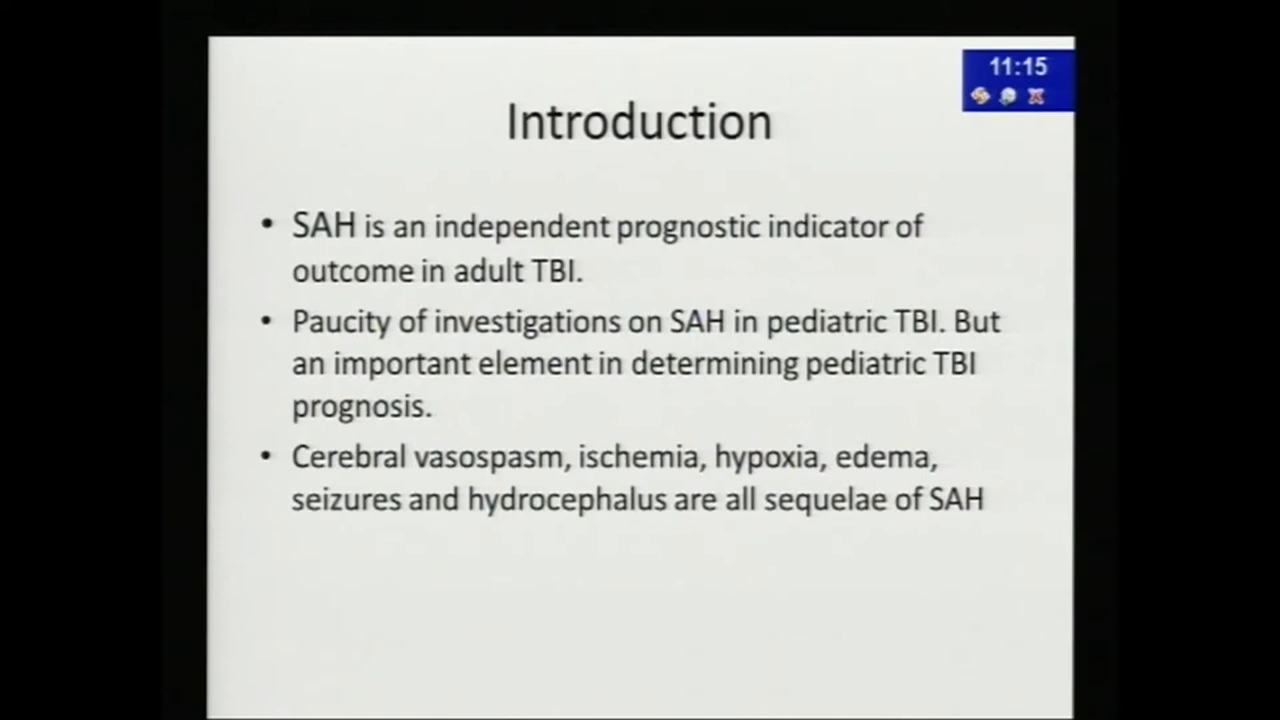 11:15
Introduction
• SAH is an independent prognostic indicator of
outcome in adult TBI.
• Paucity of investigations on SAH in pediatric TBI. But
an important element in determining pediatric TBI
prognosis.
• Cerebral vasospasm, ischemia, hypoxia, edema,
seizures and hydrocephalus are all sequelae of SAH